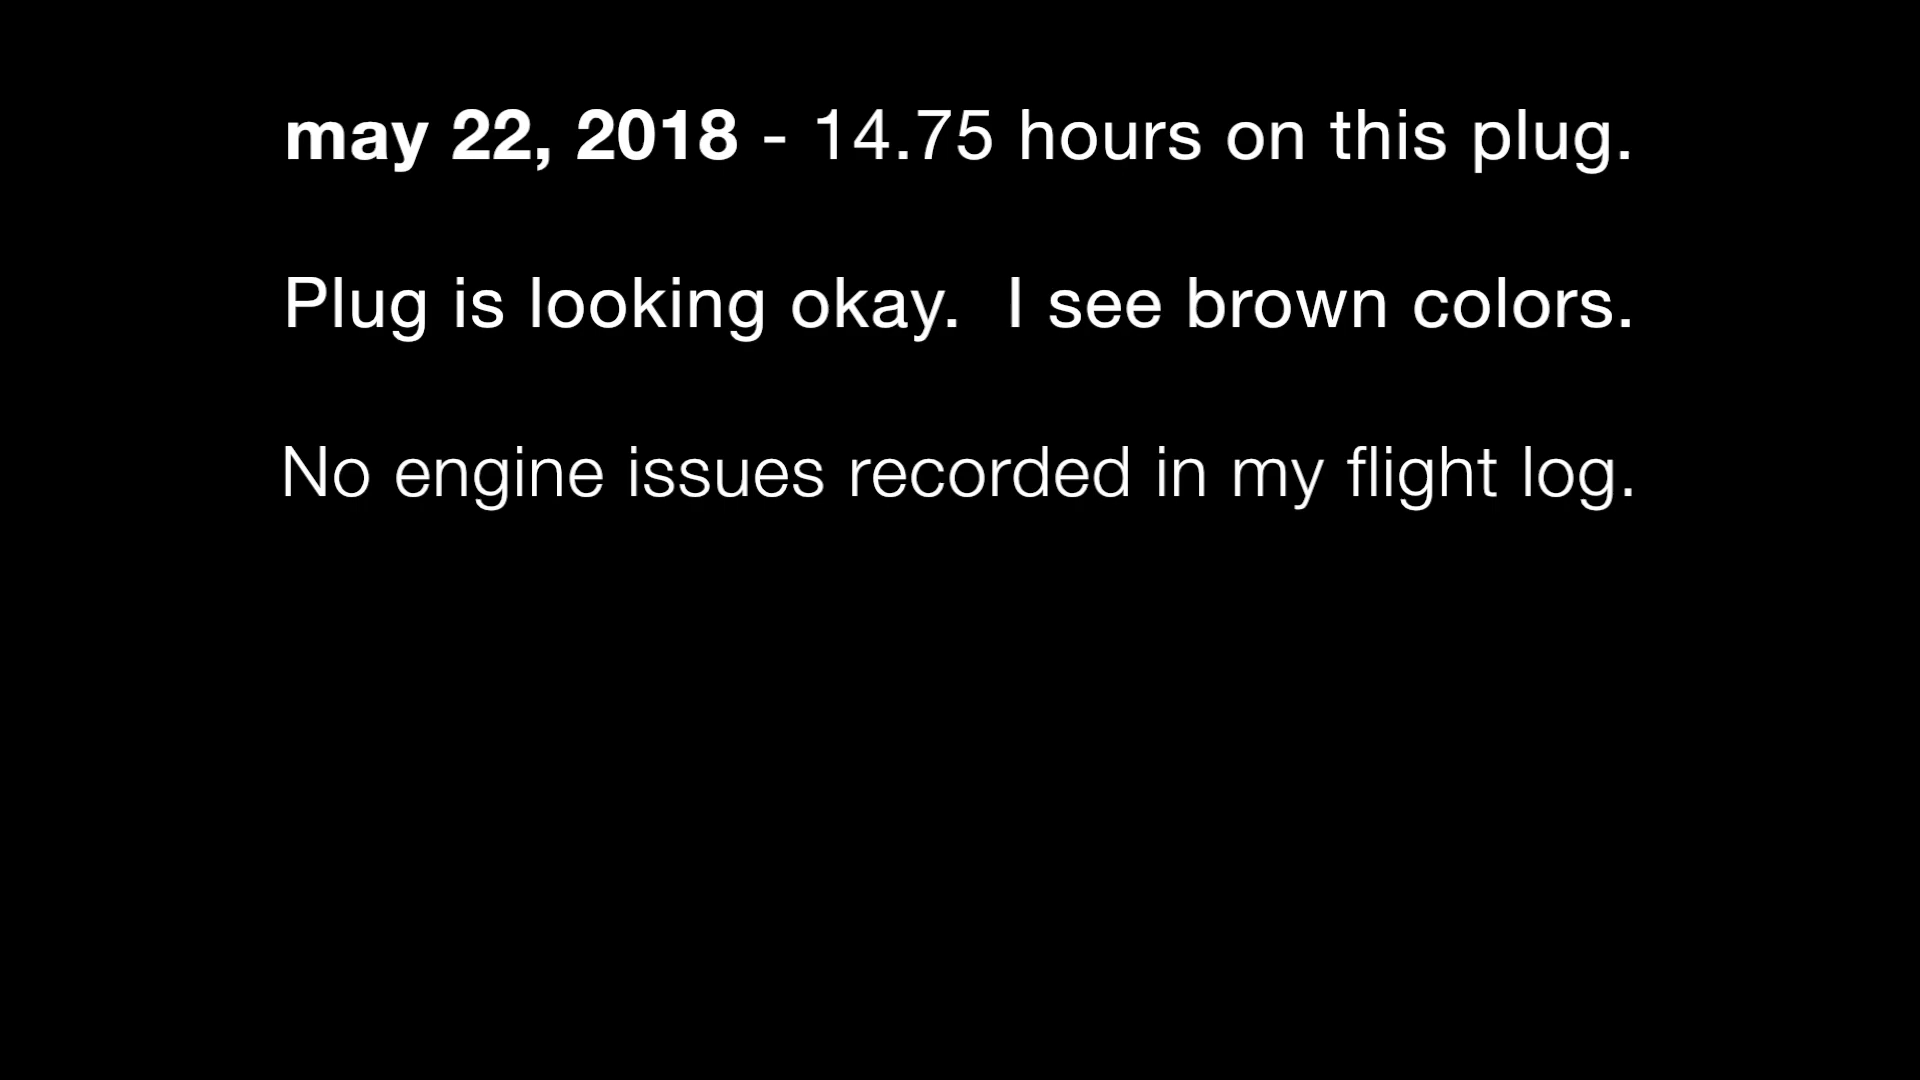 may 22, 2018 - 14.75 hours on this plug.
Plug is looking okay.  I see brown colors.
No engine issues recorded in my flight log.